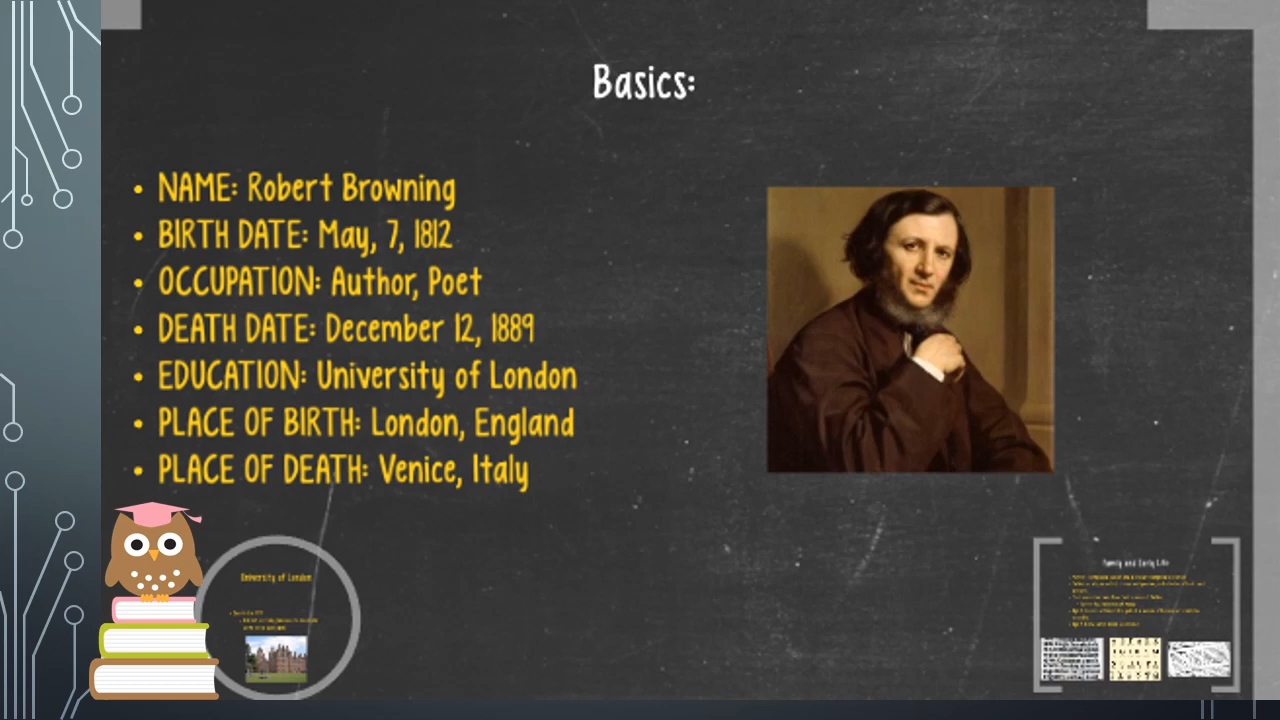 Basics:
• NAME: Robert Browning
• BIRTH DATE: May, 7, 1812
• OCCUPATION: Author, Poet
• DEATH DATE: December 12, 1889
• EDUCATION: University of London
• PLACE OF BIRTH: London, England
• PLACE OF DEATH: Venice, Italy
University of London
Family and Early Life